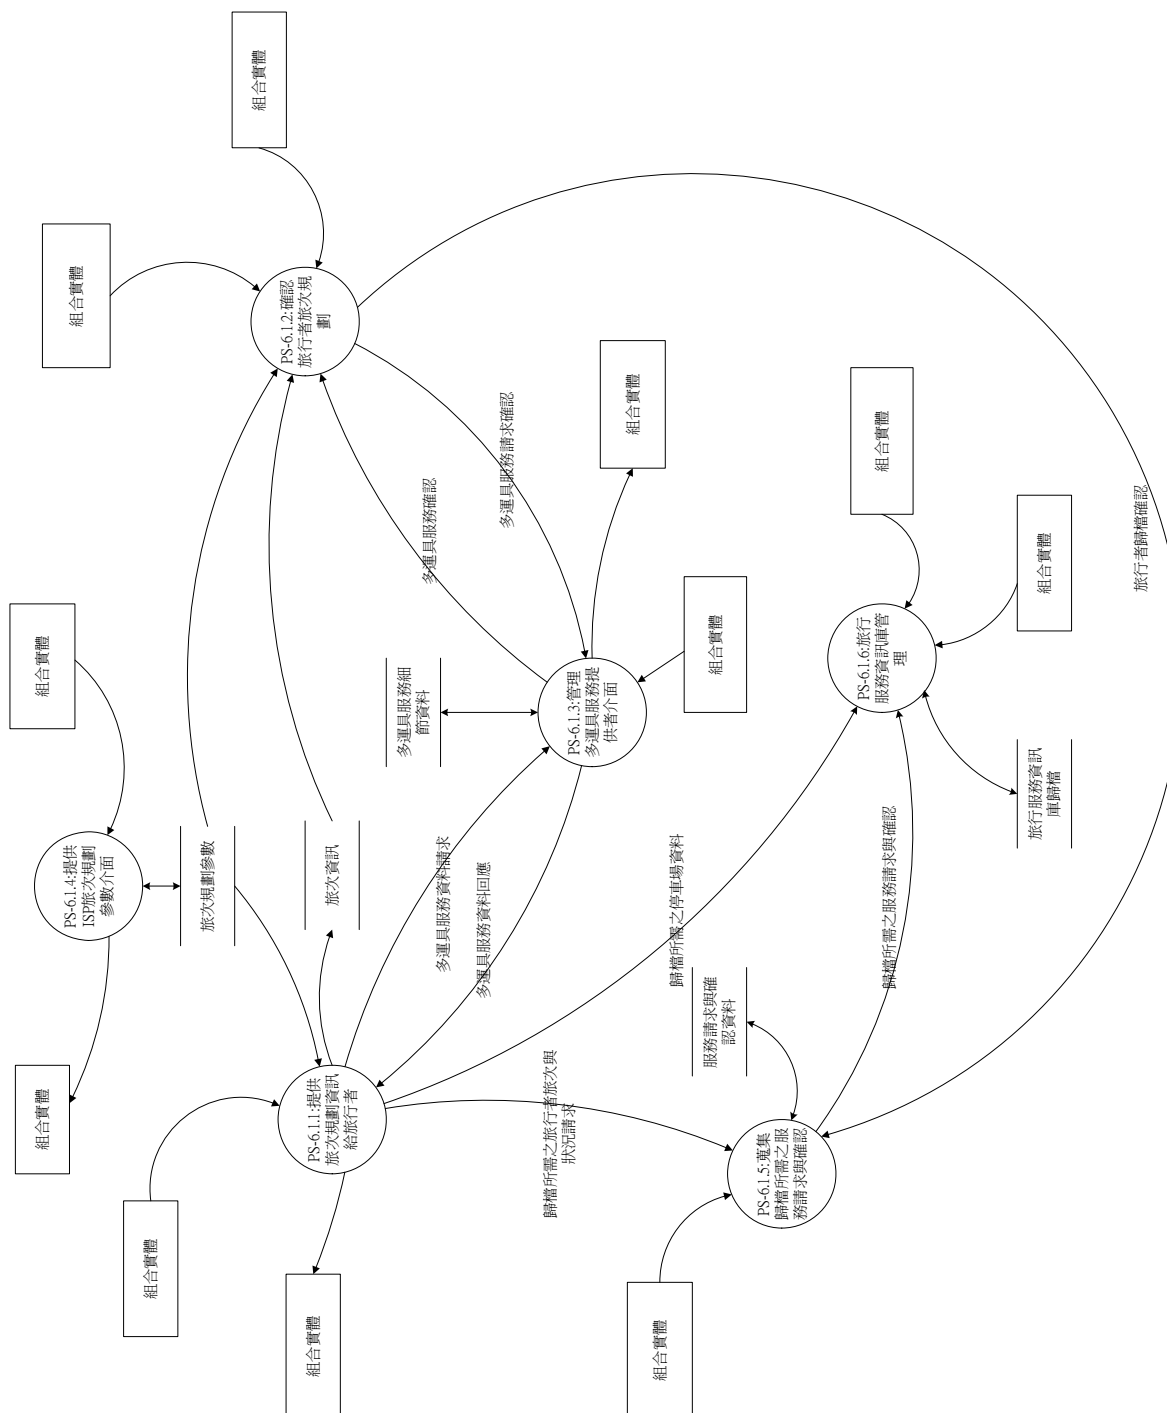 組合實體
組合實體
組合實體
PS-6.1.4:提供
ISP旅次規劃
參數介面
組合實體
組合實體
PS-6.1.2:確認
旅行者旅次規
劃
旅次規劃參數
旅次資訊
組合實體
PS-6.1.1:提供
旅次規劃資訊
給旅行者
組合實體
多運具服務細
節資料
多運具服務確認
多運具服務請求確認
多運具服務資料請求
多運具服務資料回應
PS-6.1.3:管理
多運具服務提
供者介面
組合實體
組合實體
歸檔所需之旅行者旅次與
狀況請求
歸檔所需之停車場資料
服務請求與確
認資料
組合實體
PS-6.1.5:蒐集
歸檔所需之服
務請求與確認
歸檔所需之服務請求與確認
PS-6.1.6:旅行
服務資訊庫管
理
組合實體
組合實體
旅行服務資訊
庫歸檔
旅行者歸檔確認